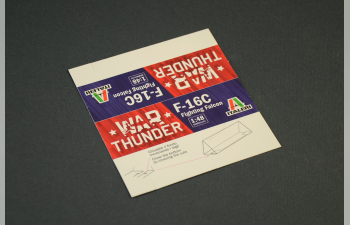 WAR
THUNDER
F-16C
Fighting Falcon
1:48
ITALERI
WAR
THUNDER
F-16C
Fighting Falcon
1:48
ITALERI